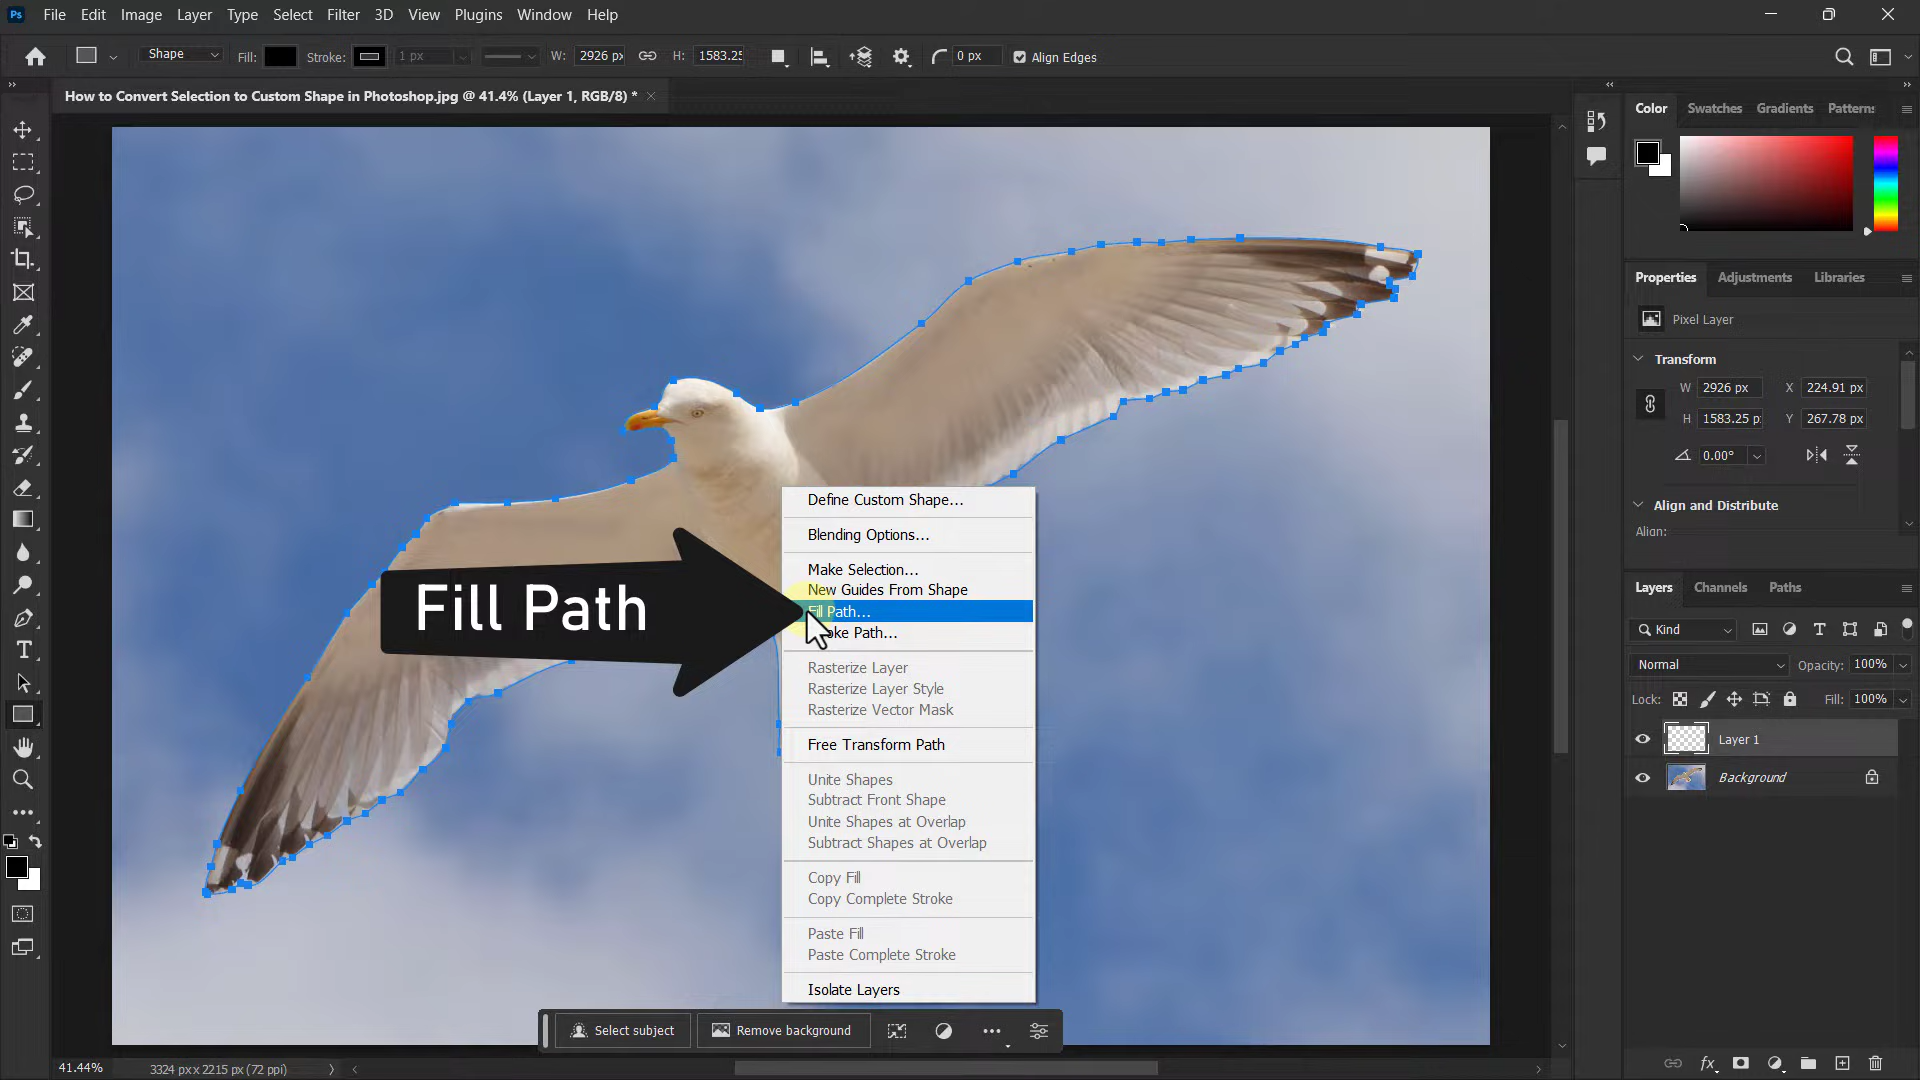 Ps File Edit Image Layer Type Select Filter 3D View Plugins Window Help
Shape Fill: Stroke: 1 px W: 2926 px H: 1583.25 0 px Align Edges
How to Convert Selection to Custom Shape in Photoshop.jpg @ 41.4% (Layer 1, RGB/8) *
Color Swatches Gradients Patterns
Properties Adjustments Libraries
Pixel Layer
Transform
W 2926 px X 224.91 px
H 1583.25 p Y 267.78 px
0.00°
Align and Distribute
Align:
Layers Channels Paths
Kind
Normal Opacity: 100%
Lock: Fill: 100%
Layer 1
Background
Define Custom Shape...
Blending Options...
Make Selection...
New Guides From Shape
Fill Path...
oke Path...
Rasterize Layer
Rasterize Layer Style
Rasterize Vector Mask
Free Transform Path
Unite Shapes
Subtract Front Shape
Unite Shapes at Overlap
Subtract Shapes at Overlap
Copy Fill
Copy Complete Stroke
Paste Fill
Paste Complete Stroke
Isolate Layers
Fill Path
Select subject Remove background
41.44% 3324 px x 2215 px (72 ppi)
fx